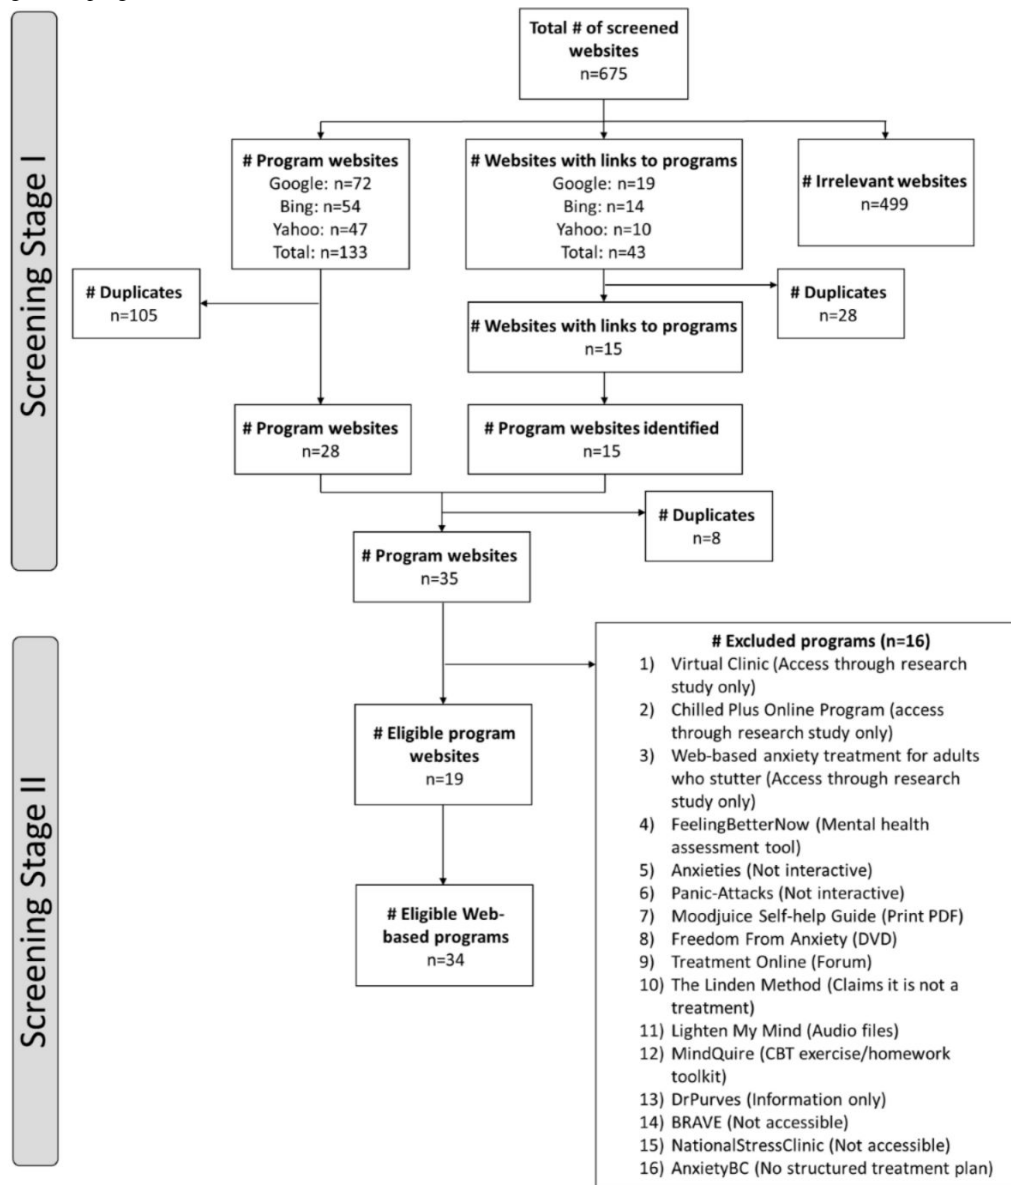 Total # of screened
websites
n=675
Screening Stage I
# Program websites
Google: n=72
Bing: n=54
Yahoo: n=47
Total: n=133
# Websites with links to programs
Google: n=19
Bing: n=14
Yahoo: n=10
Total: n=43
# Irrelevant websites
n=499
# Duplicates
n=105
# Duplicates
n=28
# Websites with links to programs
n=15
# Program websites
n=28
# Program websites identified
n=15
# Duplicates
n=8
# Program websites
n=35
Screening Stage II
# Excluded programs (n=16)
1) Virtual Clinic (Access through research
study only)
2) Chilled Plus Online Program (access
through research study only)
3) Web-based anxiety treatment for adults
who stutter (Access through research
study only)
4) FeelingBetterNow (Mental health
assessment tool)
5) Anxieties (Not interactive)
6) Panic-Attacks (Not interactive)
7) Moodjuice Self-help Guide (Print PDF)
8) Freedom From Anxiety (DVD)
9) Treatment Online (Forum)
10) The Linden Method (Claims it is not a
treatment)
11) Lighten My Mind (Audio files)
12) MindQuire (CBT exercise/homework
toolkit)
13) DrPurves (Information only)
14) BRAVE (Not accessible)
15) NationalStressClinic (Not accessible)
16) AnxietyBC (No structured treatment plan)
# Eligible program
websites
n=19
# Eligible Web-
based programs
n=34